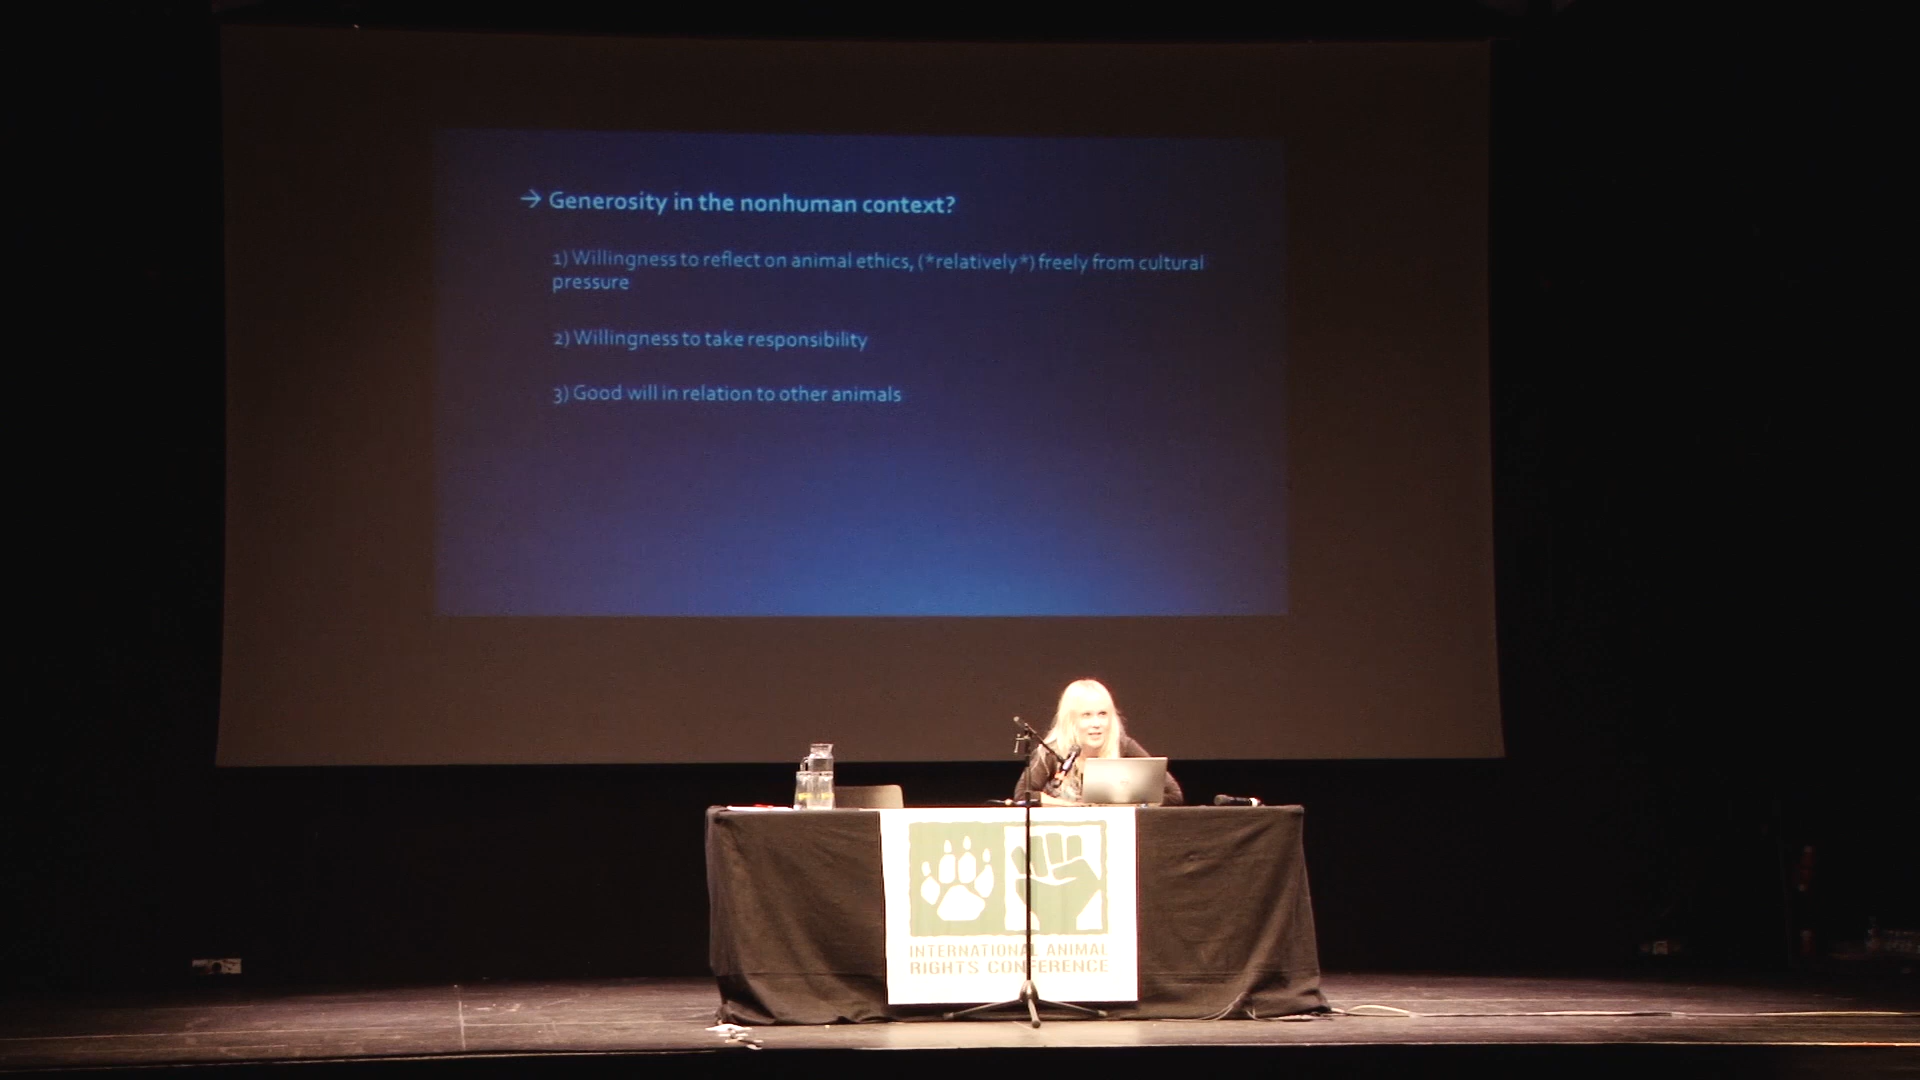 → Generosity in the nonhuman context?
1) Willingness to reflect on animal ethics, (*relatively*) freely from cultural
pressure
2) Willingness to take responsibility
3) Good will in relation to other animals
INTERNATIONAL ANIMAL
RIGHTS CONFERENCE